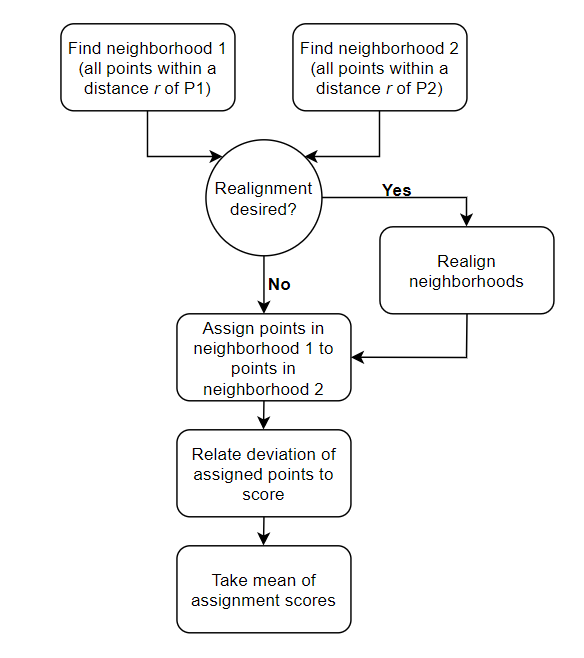 Find neighborhood 1
(all points within a
distance r of P1)
Find neighborhood 2
(all points within a
distance r of P2)
Realignment
desired?
Yes
Realign
neighborhoods
No
Assign points in
neighborhood 1 to
points in
neighborhood 2
Relate deviation of
assigned points to
score
Take mean of
assignment scores